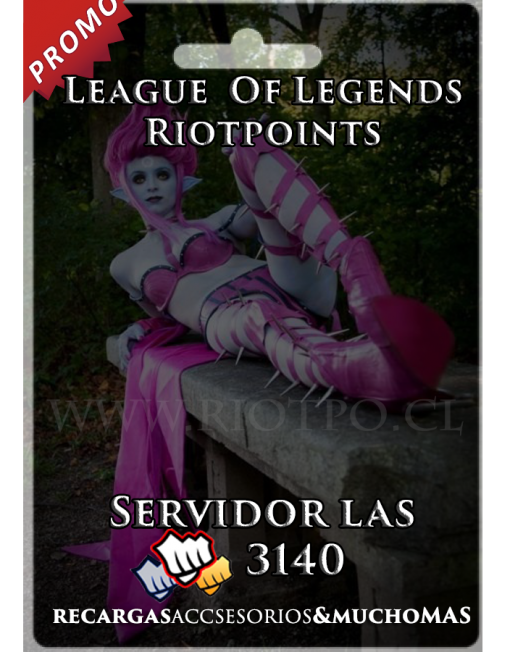 PROMO
LEAGUE OF LEGENDS
RIOTPOINTS
WWW.RIOTPO.CL
SERVIDOR LAS
3140
RECARGASACCSESORIOS&MUCHOMAS